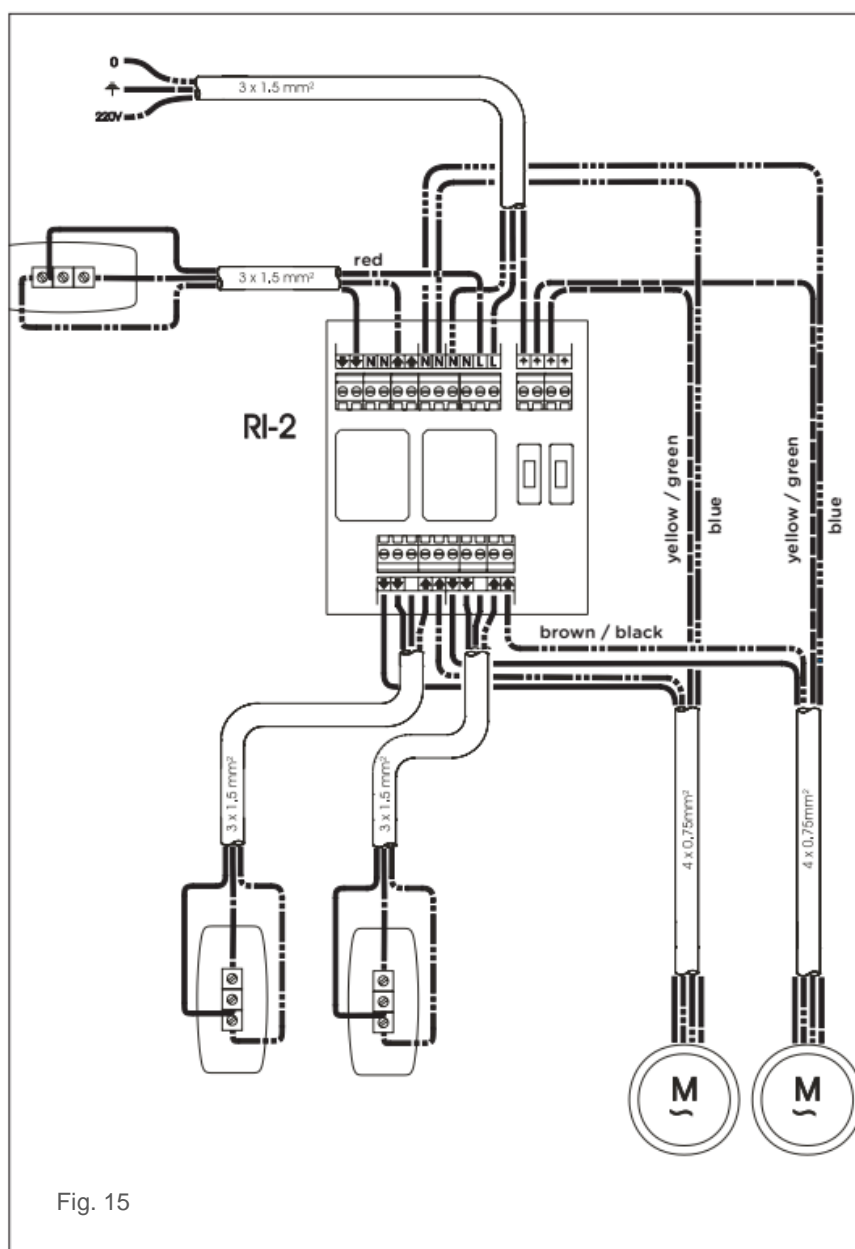 0
3 x 1.5 mm²
220V
red
3 x 1.5 mm²
N N N N N N L L
RI-2
yellow / green
blue
yellow / green
blue
brown / black
3 x 1.5 mm²
3 x 1.5 mm²
4 x 0.75mm²
4 x 0.75mm²
M
~
M
~
Fig. 15